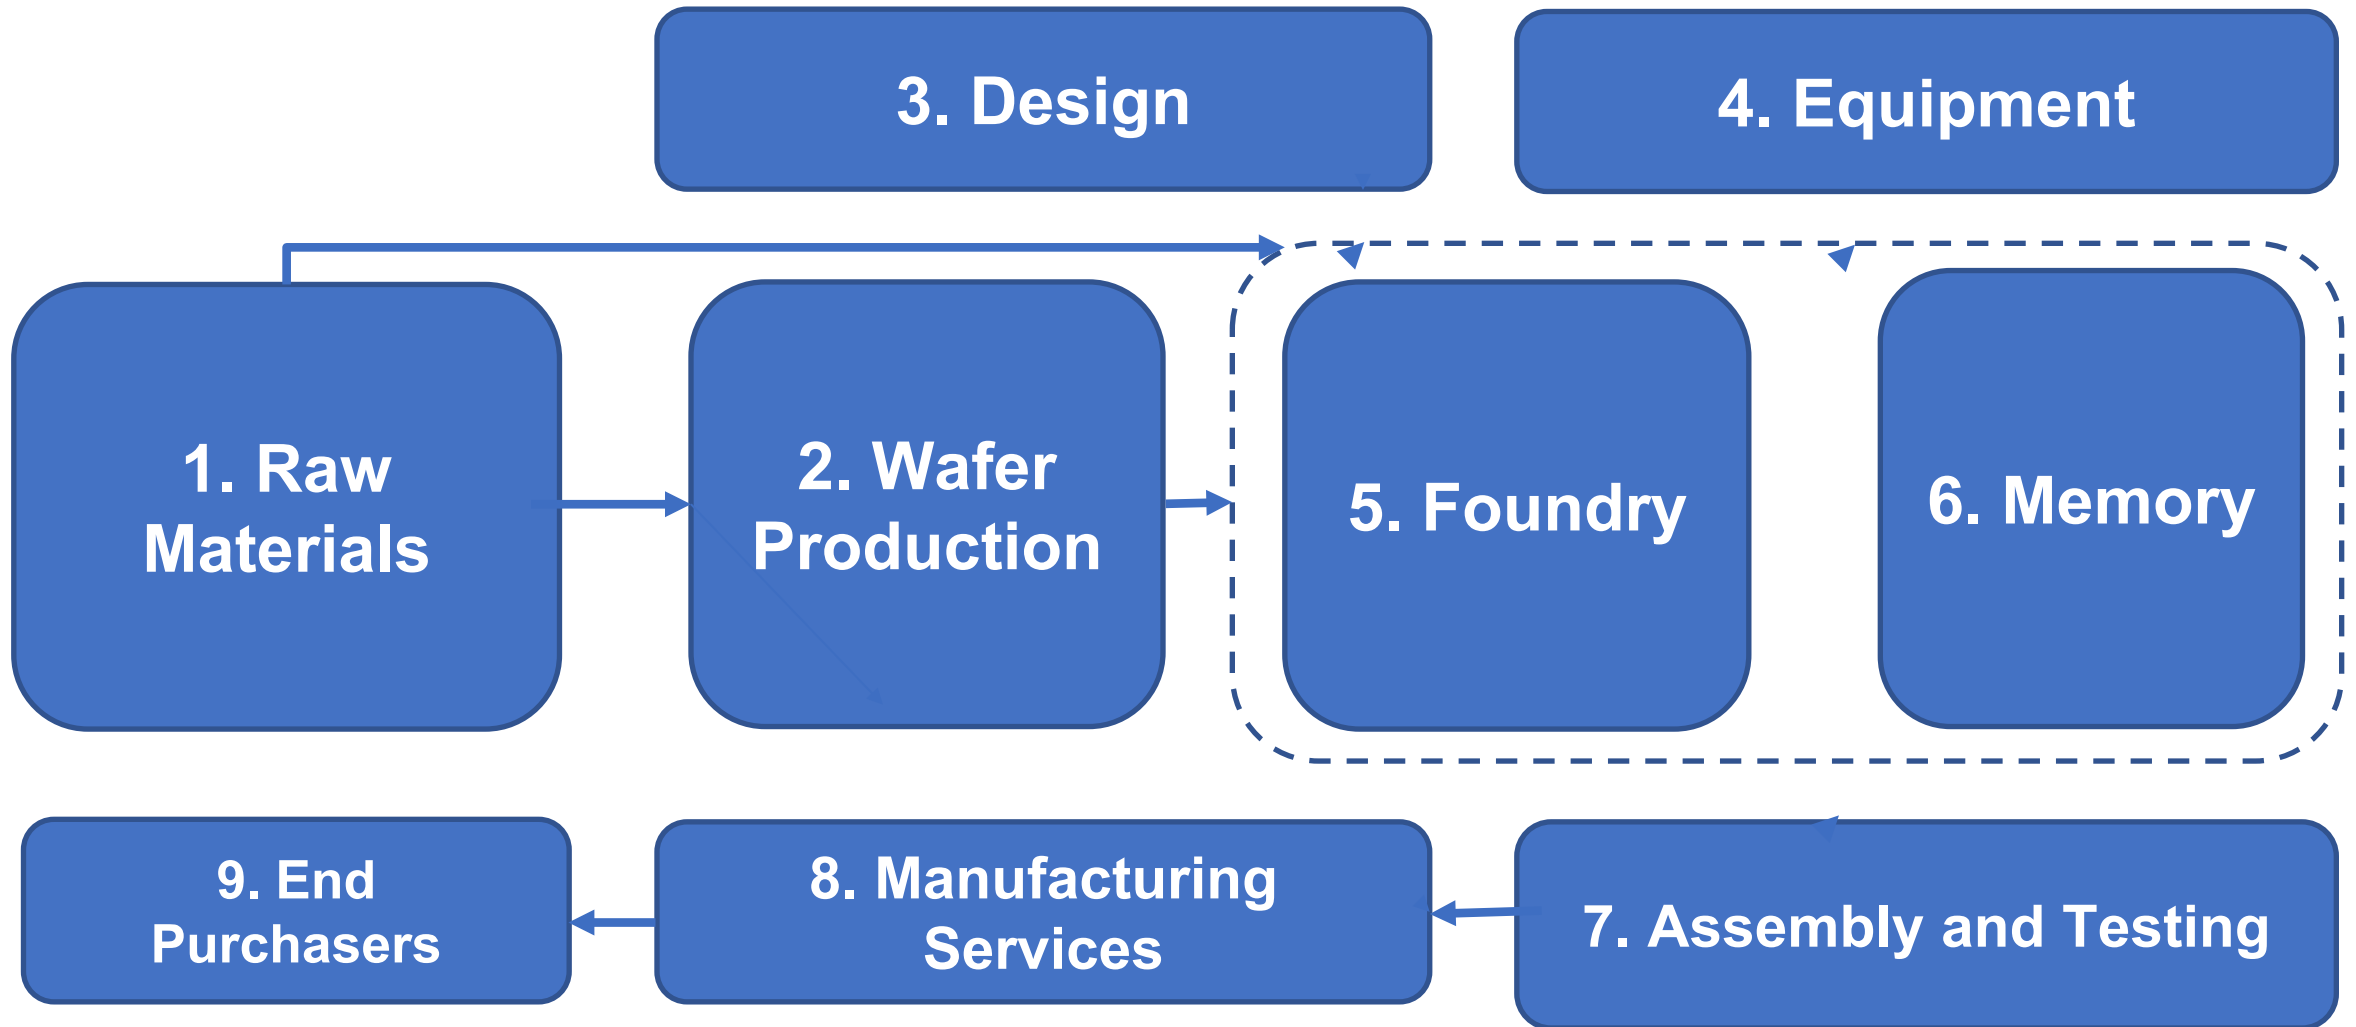 3. Design
4. Equipment
1. Raw
Materials
2. Wafer
Production
5. Foundry
6. Memory
9. End
Purchasers
8. Manufacturing
Services
7. Assembly and Testing